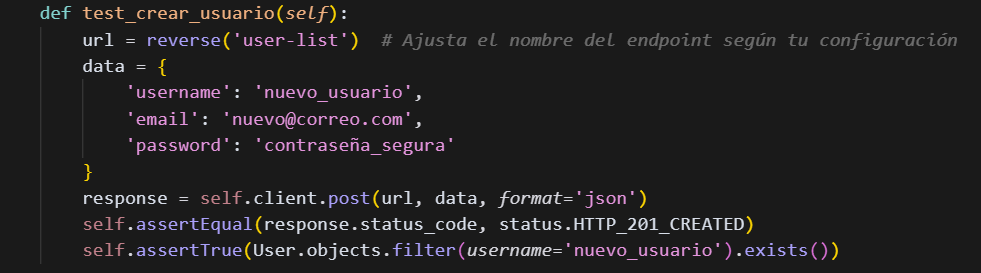 def test_crear_usuario(self):
    url = reverse('user-list')  # Ajusta el nombre del endpoint según tu configuración
    data = {
        'username': 'nuevo_usuario',
        'email': 'nuevo@correo.com',
        'password': 'contraseña_segura'
    }
    response = self.client.post(url, data, format='json')
    self.assertEqual(response.status_code, status.HTTP_201_CREATED)
    self.assertTrue(User.objects.filter(username='nuevo_usuario').exists())